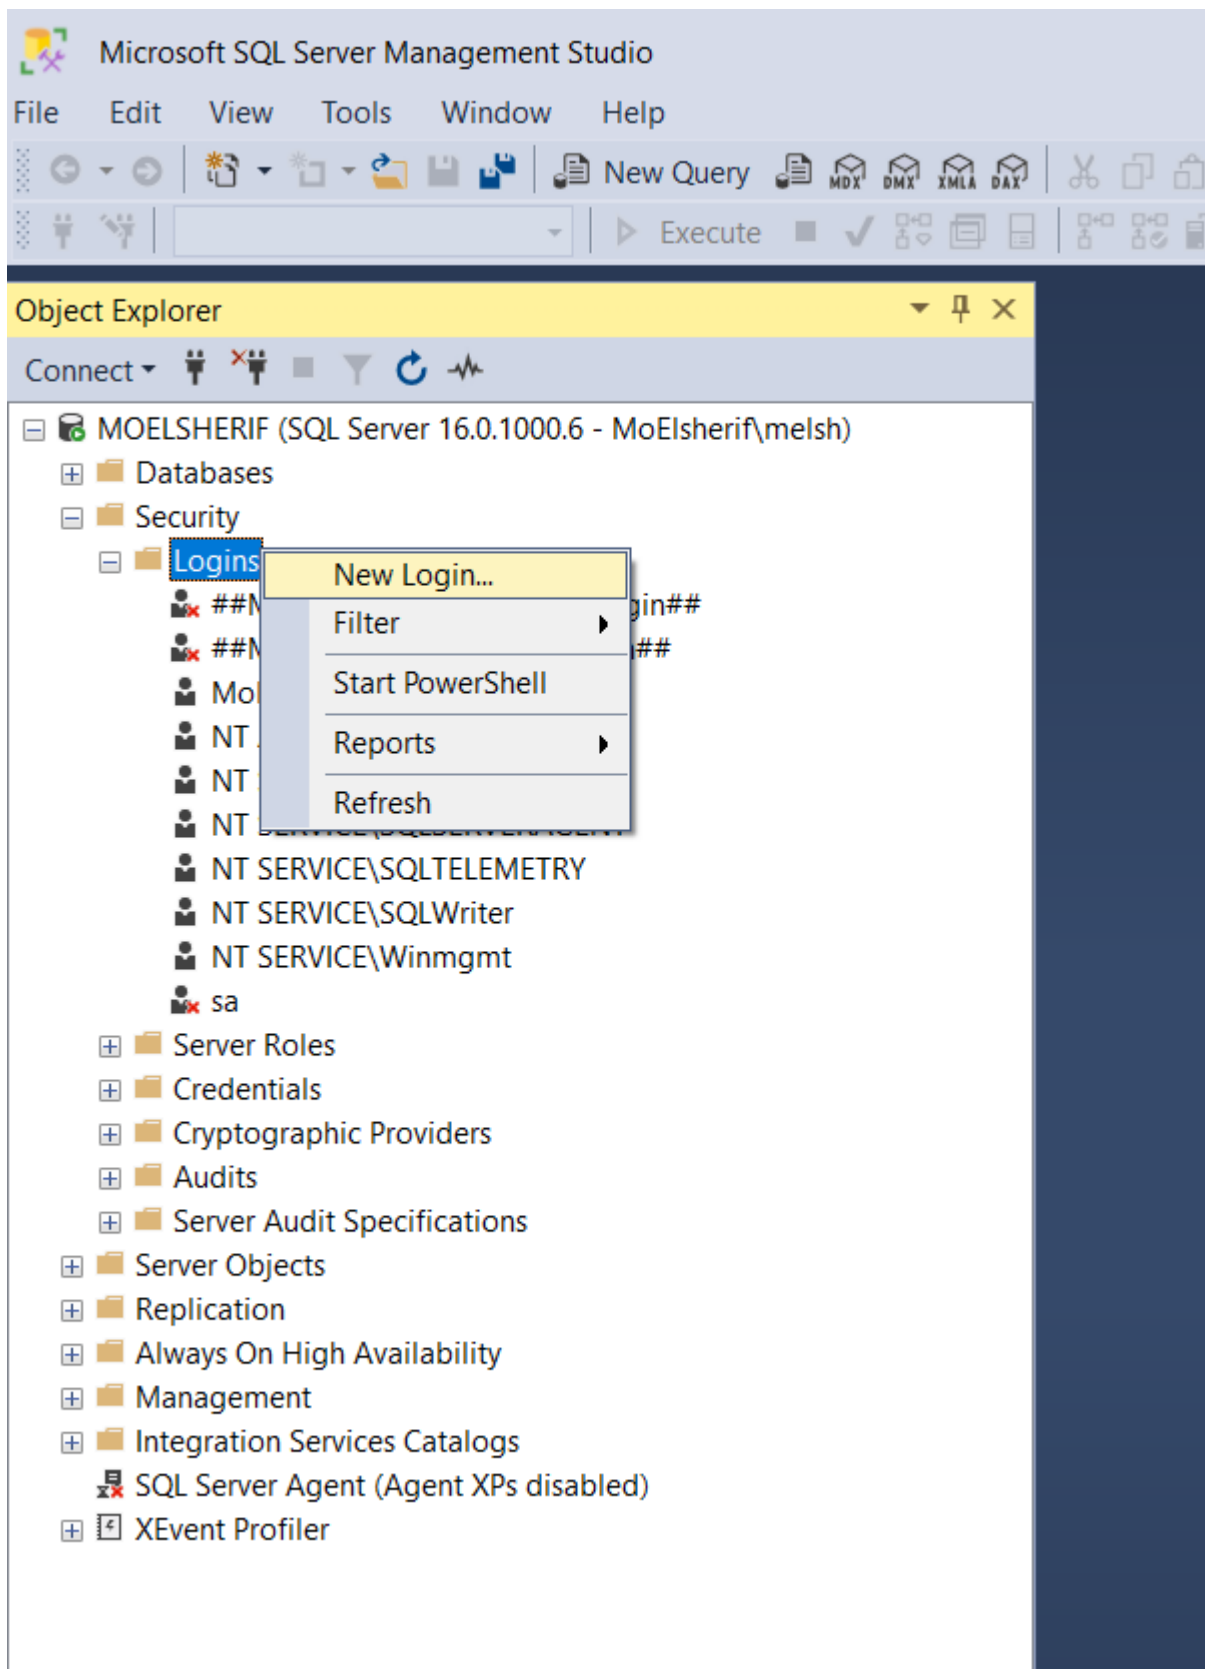 Microsoft SQL Server Management Studio
File Edit View Tools Window Help
New Query MDX DMX XMLA DAX
Execute
Object Explorer
Connect
MOELSHERIF (SQL Server 16.0.1000.6 - MoElsherif\melsh)
Databases
Security
Logins
New Login...
##
gin##
Filter
##
##
Start PowerShell
NT
Reports
NT
Refresh
NT SERVICE\SQLSERVERAGENT
NT SERVICE\SQLTELEMETRY
NT SERVICE\SQLWriter
NT SERVICE\Winmgmt
sa
Server Roles
Credentials
Cryptographic Providers
Audits
Server Audit Specifications
Server Objects
Replication
Always On High Availability
Management
Integration Services Catalogs
SQL Server Agent (Agent XPs disabled)
XEvent Profiler